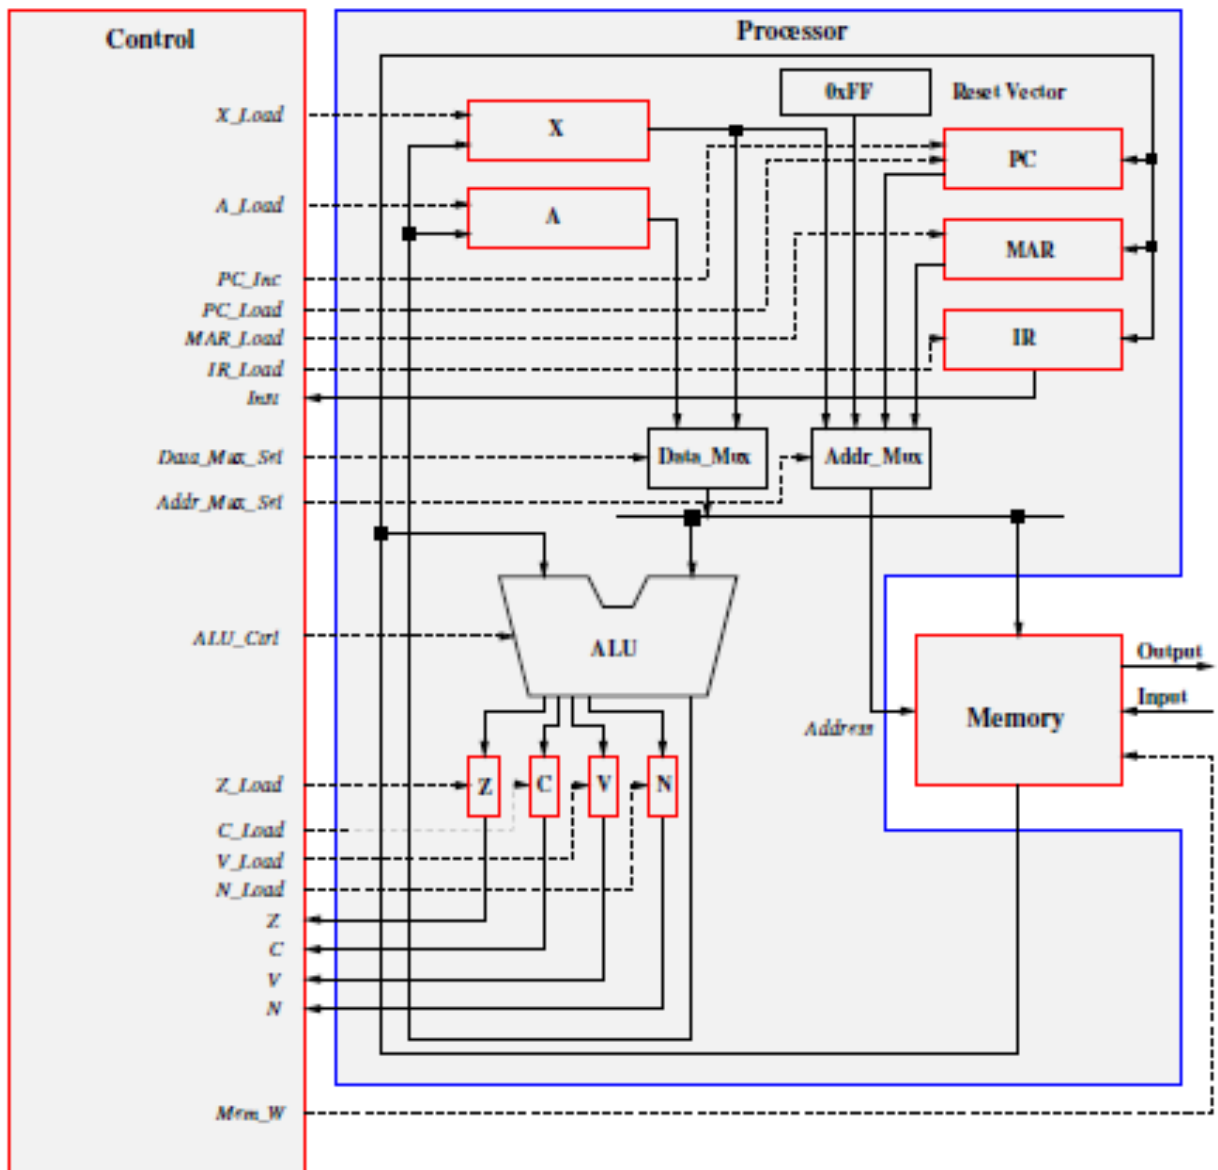 Control
Processor
X_Load
X
0xFF
Reset Vector
PC
A_Load
A
MAR
PC_Inc
PC_Load
MAR_Load
IR
IR_Load
Inst
Data_Mux_Sel
Data_Mux
Addr_Mux
Addr_Mux_Sel
ALU_Ctrl
ALU
Output
Input
Memory
Address
Z_Load
Z
C
V
N
C_Load
V_Load
N_Load
Z
C
V
N
Mem_W